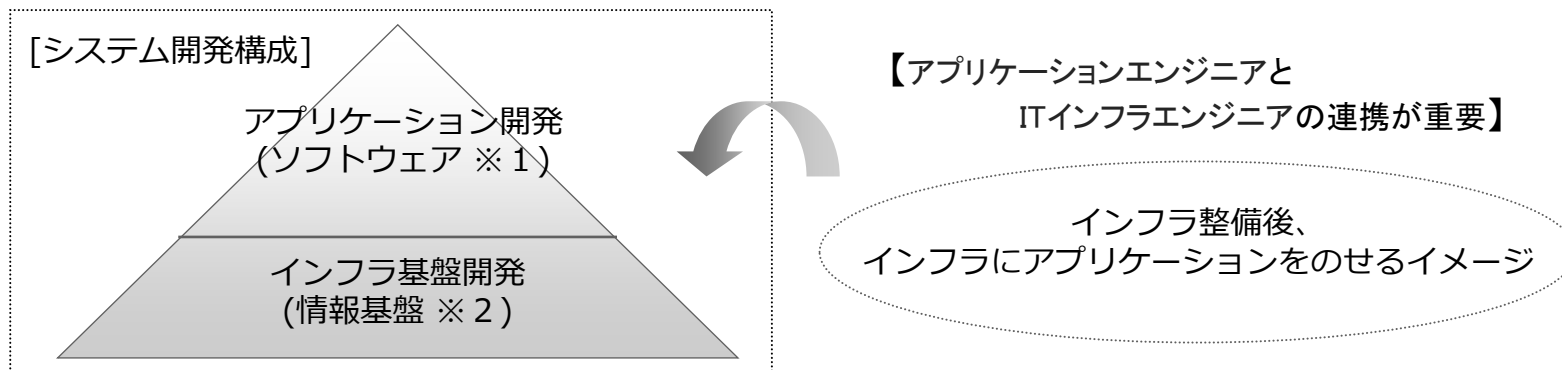 [システム開発構成]
アプリケーション開発
(ソフトウェア ※１)
インフラ基盤開発
(情報基盤 ※２)
【アプリケーションエンジニアと
ITインフラエンジニアの連携が重要】
インフラ整備後、
インフラにアプリケーションをのせるイメージ